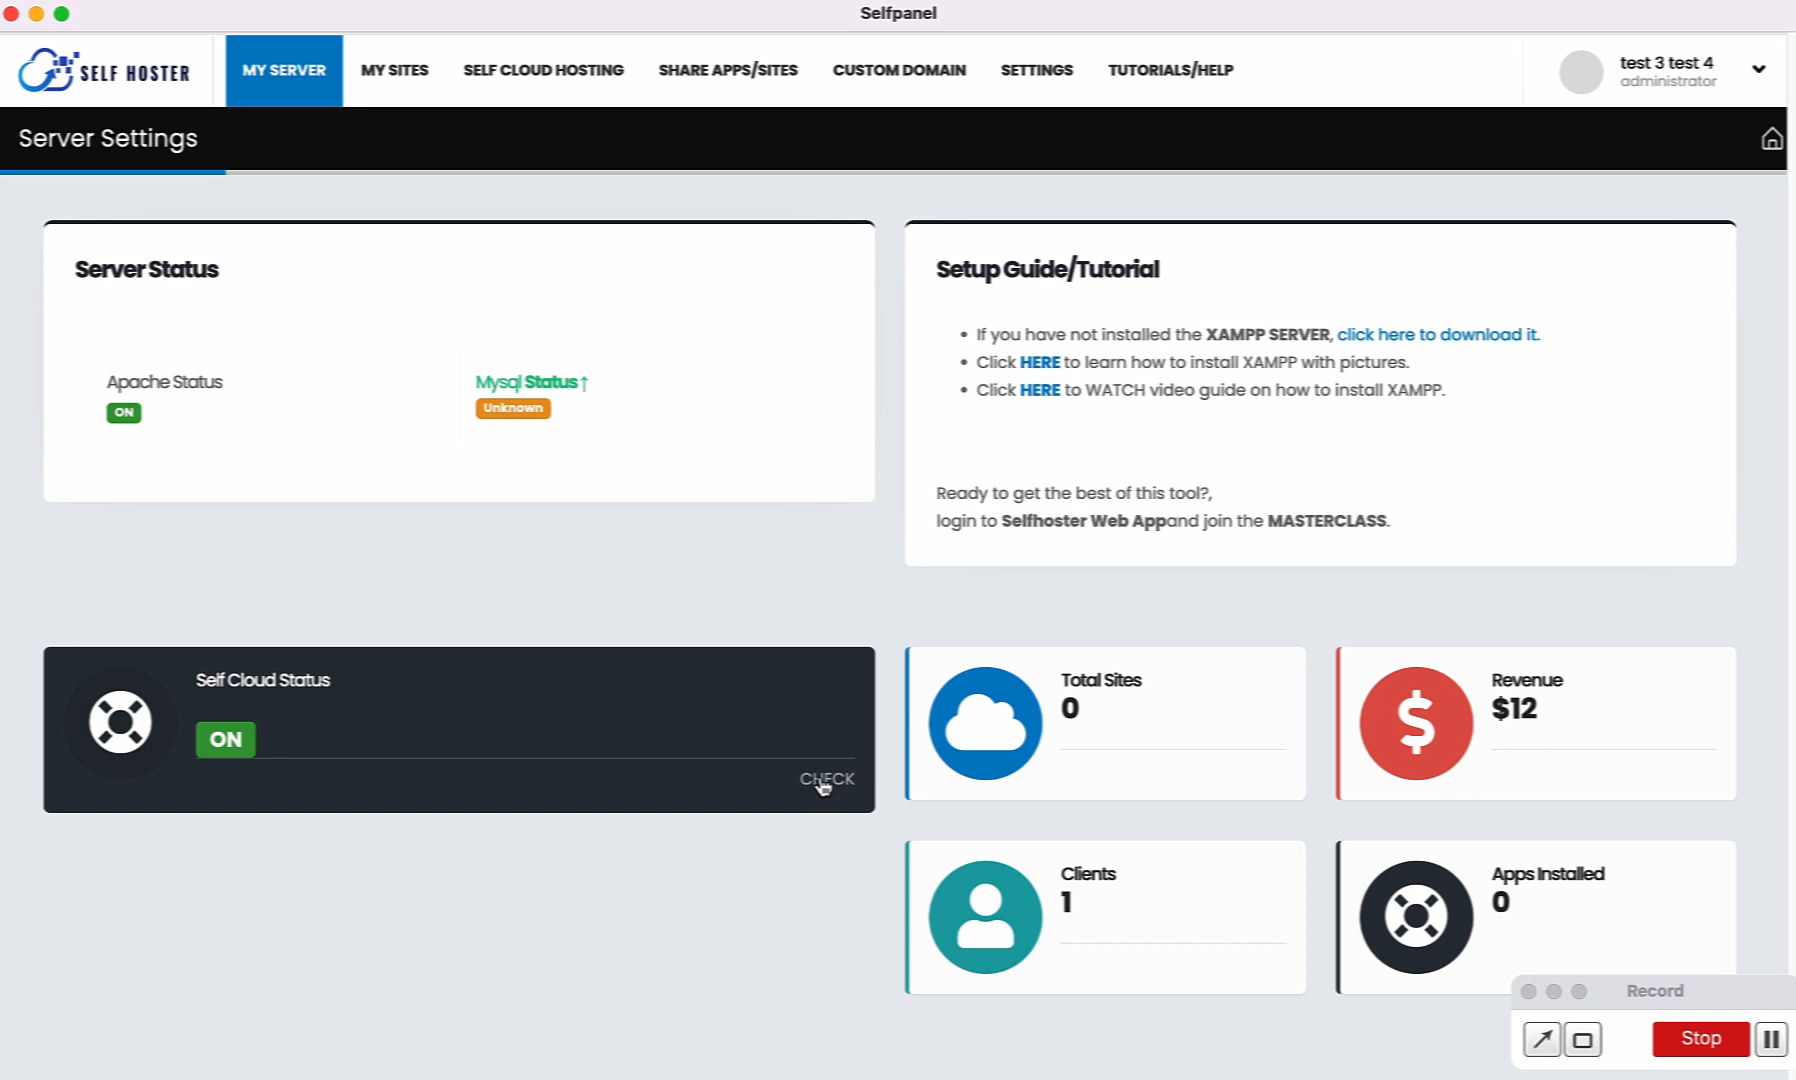 Selfpanel
SELF HOSTER
MY SERVER
MY SITES
SELF CLOUD HOSTING
SHARE APPS/SITES
CUSTOM DOMAIN
SETTINGS
TUTORIALS/HELP
test 3 test 4
administrator
Server Settings
Server Status
Apache Status
ON
Mysql Status↑
Unknown
Setup Guide/Tutorial
• If you have not installed the XAMPP SERVER, click here to download it.
• Click HERE to learn how to install XAMPP with pictures.
• Click HERE to WATCH video guide on how to install XAMPP.
Ready to get the best of this tool?,
login to Selfhoster Web Appand join the MASTERCLASS.
Self Cloud Status
ON
CHECK
Total Sites
0
Revenue
$12
Clients
1
Apps Installed
0
Record
Stop